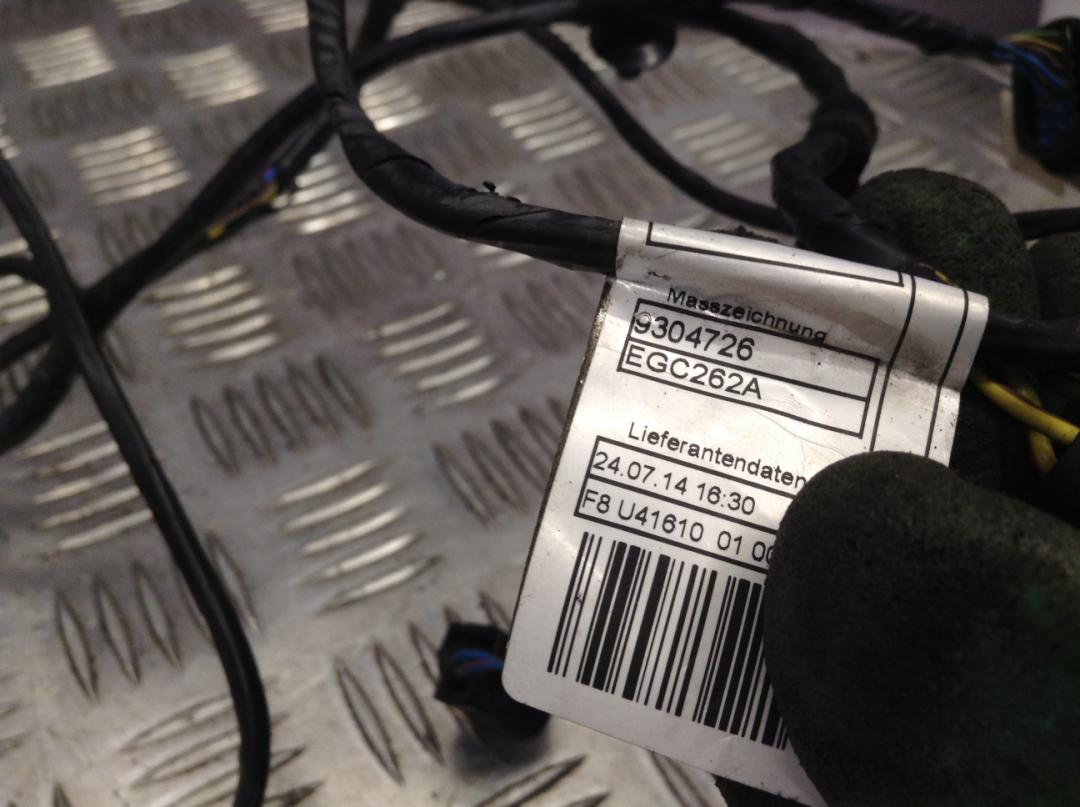 Masszeichnung
9304726
EGC262A
Lieferantendaten
24.07.14 16:30
F8 U41610 01